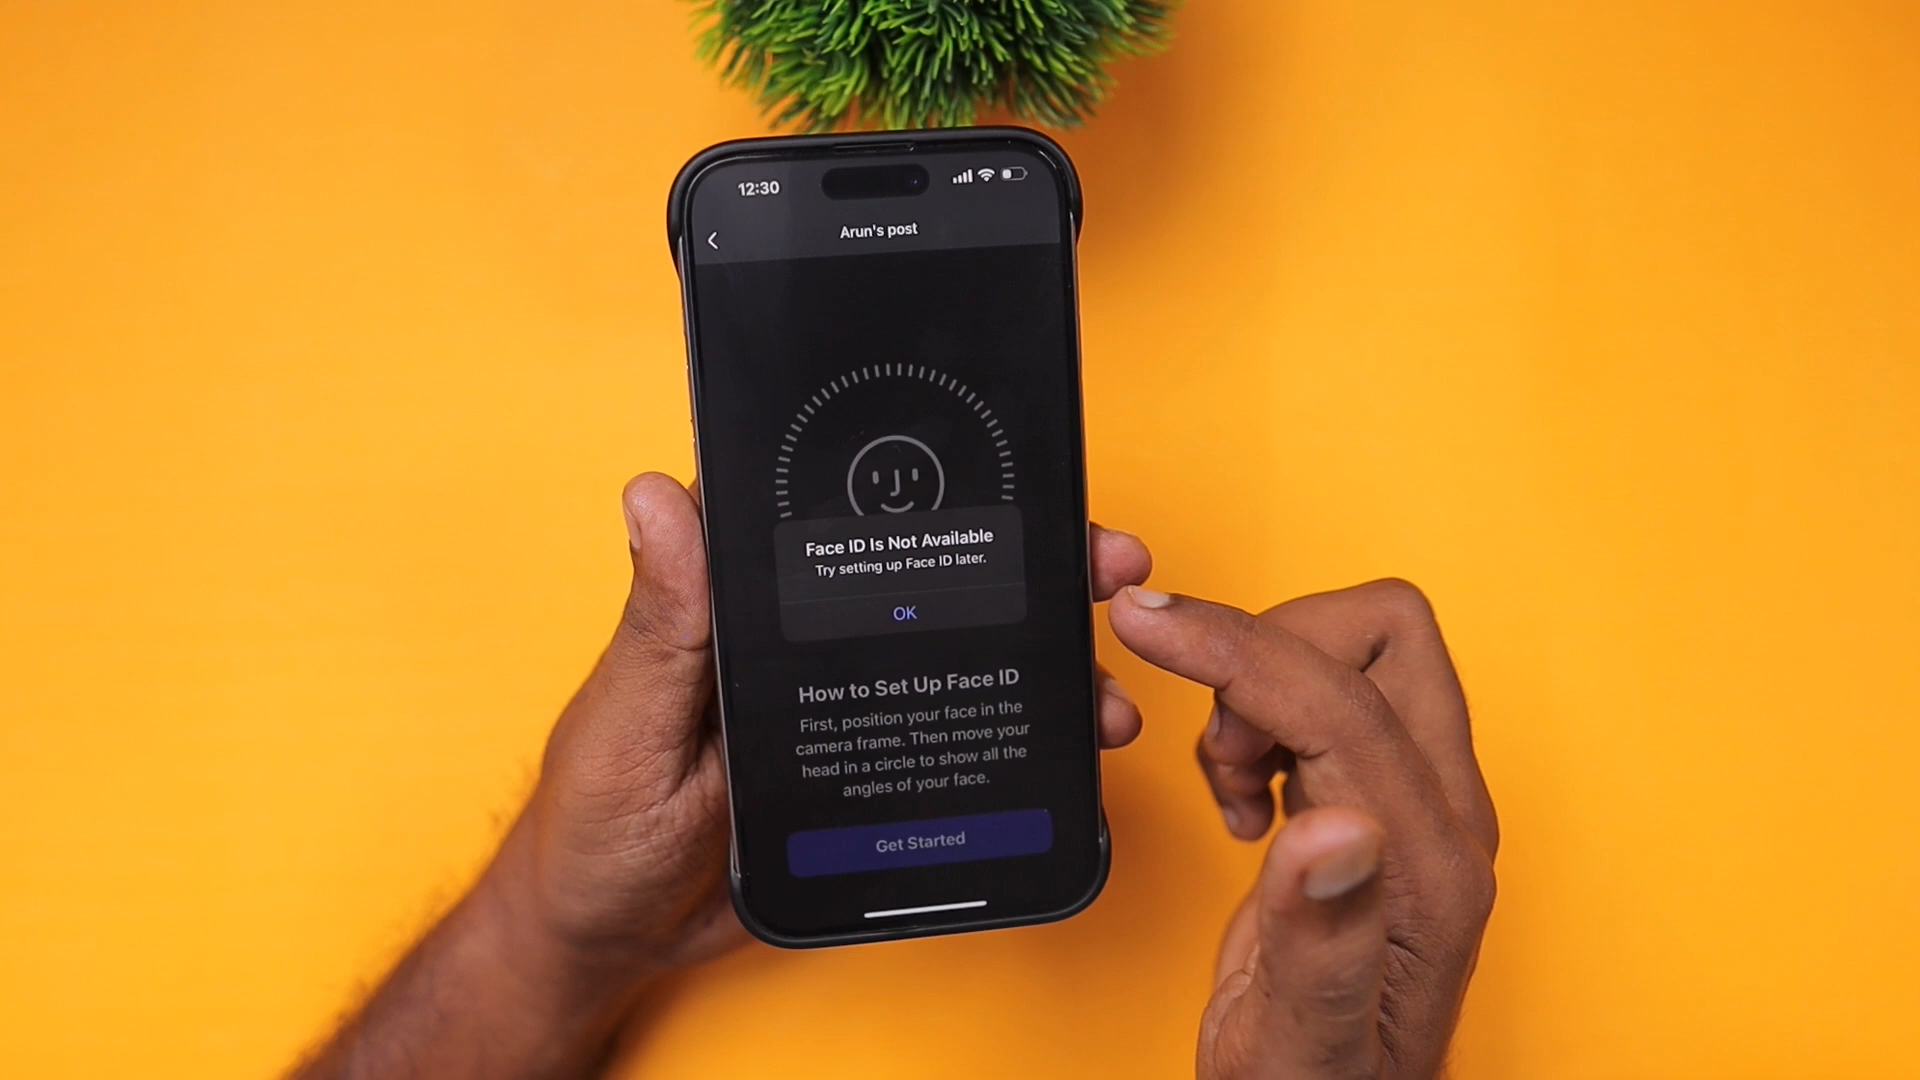 12:30
Arun's post
Face ID Is Not Available
Try setting up Face ID later.
OK
How to Set Up Face ID
First, position your face in the
camera frame. Then move your
head in a circle to show all the
angles of your face.
Get Started